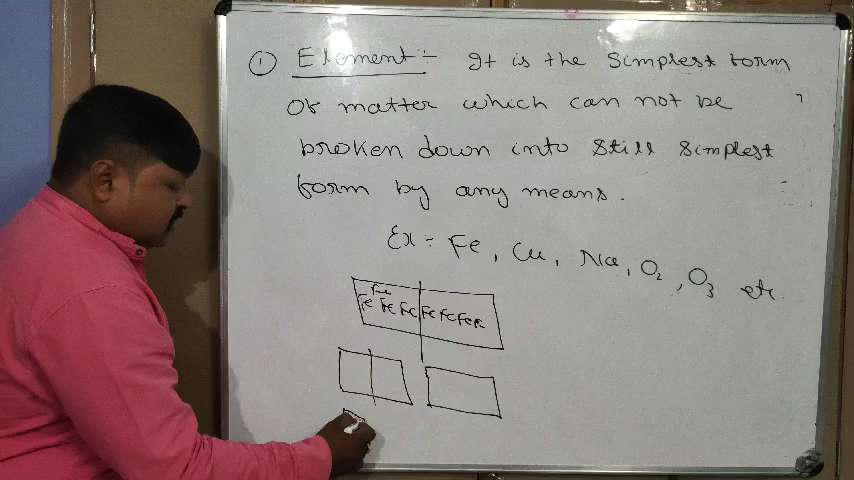 ① Element :- It is the simplest form
of matter which can not be
broken down into still simplest
form by any means.
Ex = Fe, Cu, Na, O₂, O₃ etc.
Fe
Fe Fe Fe Fe Fe Fe